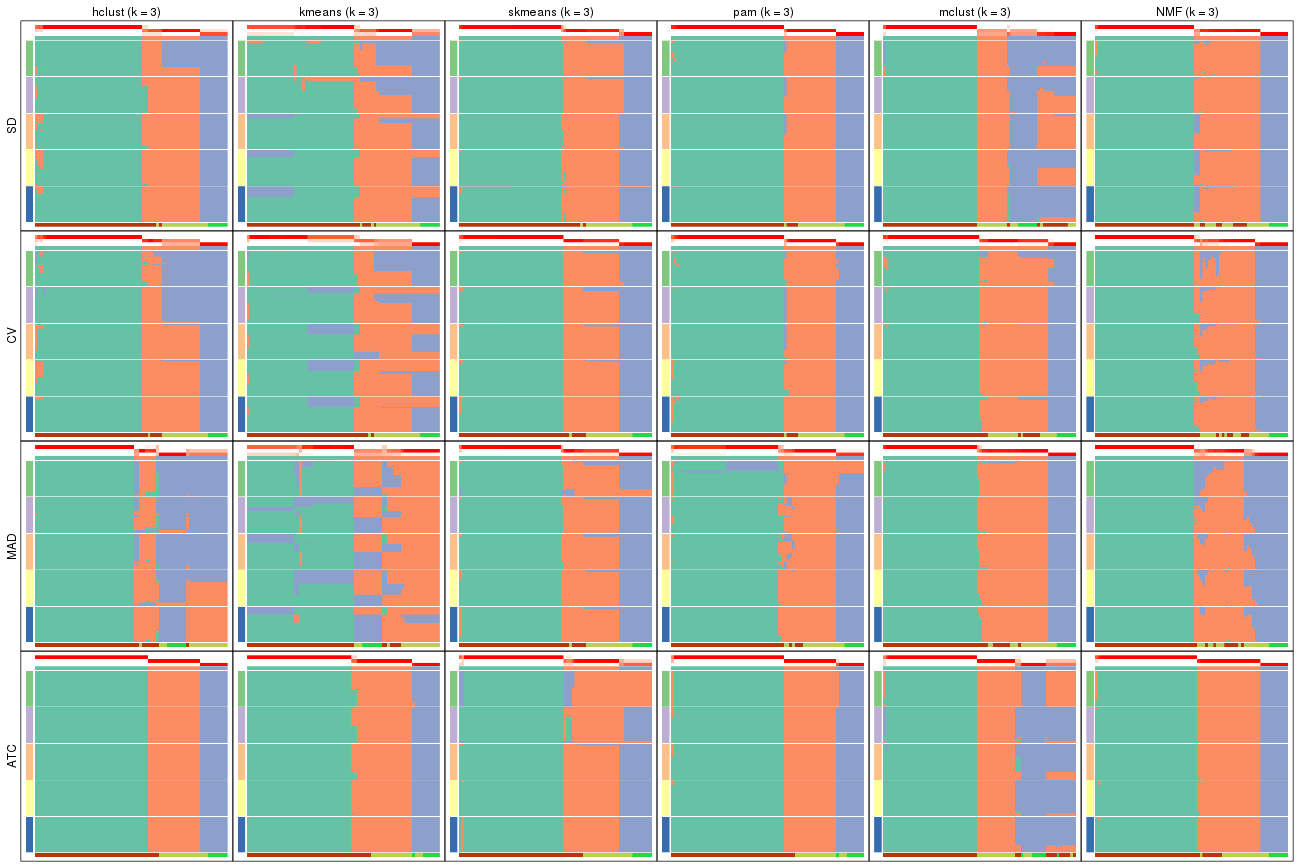 hclust (k = 3)
kmeans (k = 3)
skmeans (k = 3)
pam (k = 3)
mclust (k = 3)
NMF (k = 3)
SD
CV
MAD
ATC